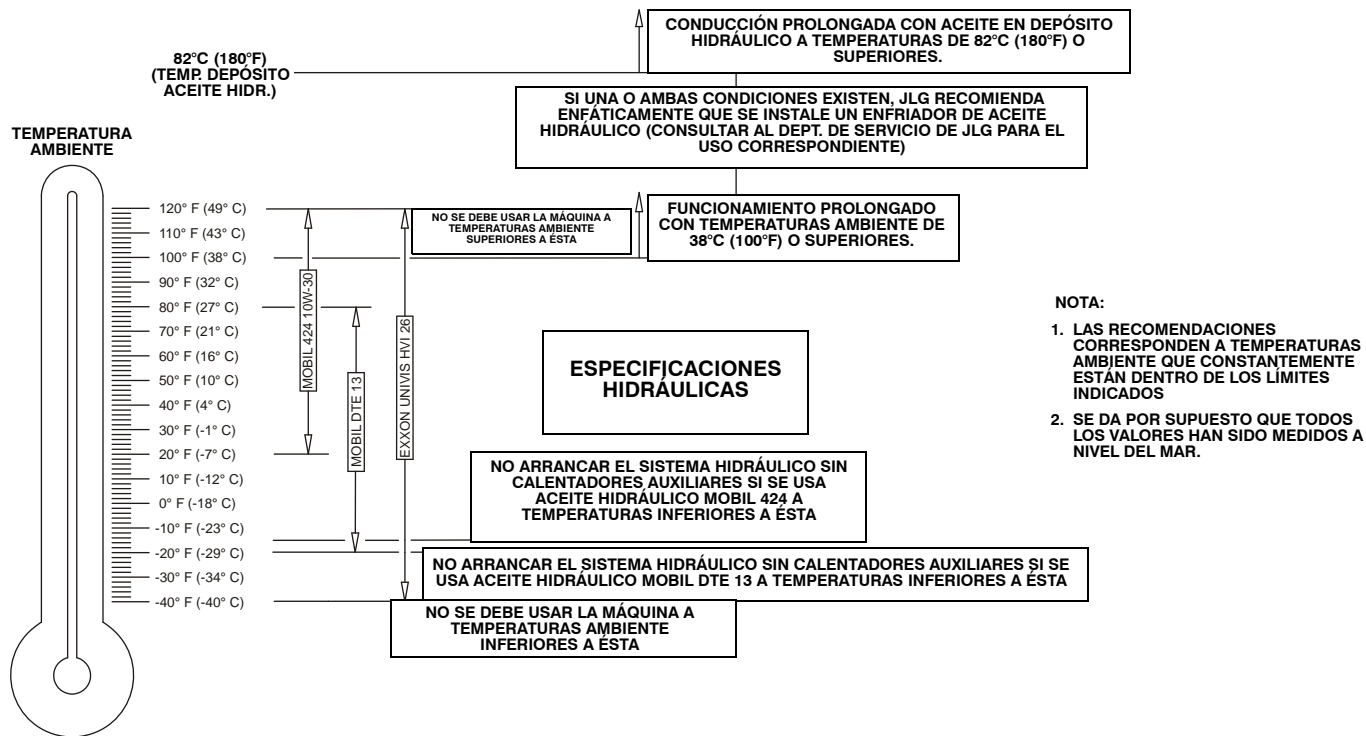 CONDUCCIÓN PROLONGADA CON ACEITE EN DEPÓSITO
HIDRÁULICO A TEMPERATURAS DE 82°C (180°F) O
SUPERIORES.
82°C (180°F)
(TEMP. DEPÓSITO
ACEITE HIDR.)
SI UNA O AMBAS CONDICIONES EXISTEN, JLG RECOMIENDA
ENFÁTICAMENTE QUE SE INSTALE UN ENFRIADOR DE ACEITE
HIDRÁULICO (CONSULTAR AL DEPT. DE SERVICIO DE JLG PARA EL
USO CORRESPONDIENTE)
TEMPERATURA
AMBIENTE
FUNCIONAMIENTO PROLONGADO
CON TEMPERATURAS AMBIENTE DE
38°C (100°F) O SUPERIORES.
NO SE DEBE USAR LA MÁQUINA A
TEMPERATURAS AMBIENTE
SUPERIORES A ÉSTA
120° F (49° C)
110° F (43° C)
100° F (38° C)
90° F (32° C)
80° F (27° C)
70° F (21° C)
60° F (16° C)
50° F (10° C)
40° F (4° C)
30° F (-1° C)
20° F (-7° C)
10° F (-12° C)
0° F (-18° C)
-10° F (-23° C)
-20° F (-29° C)
-30° F (-34° C)
-40° F (-40° C)
MOBIL 424 10W-30
MOBIL DTE 13
EXXON UNIVIS HVI 26
ESPECIFICACIONES
HIDRÁULICAS
NO ARRANCAR EL SISTEMA HIDRÁULICO SIN
CALENTADORES AUXILIARES SI SE USA
ACEITE HIDRÁULICO MOBIL 424 A
TEMPERATURAS INFERIORES A ÉSTA
NO ARRANCAR EL SISTEMA HIDRÁULICO SIN CALENTADORES AUXILIARES SI SE
USA ACEITE HIDRÁULICO MOBIL DTE 13 A TEMPERATURAS INFERIORES A ÉSTA
NO SE DEBE USAR LA MÁQUINA A
TEMPERATURAS AMBIENTE
INFERIORES A ÉSTA
NOTA:
1. LAS RECOMENDACIONES
CORRESPONDEN A TEMPERATURAS
AMBIENTE QUE CONSTANTEMENTE
ESTÁN DENTRO DE LOS LÍMITES
INDICADOS
2. SE DA POR SUPUESTO QUE TODOS
LOS VALORES HAN SIDO MEDIDOS A
NIVEL DEL MAR.